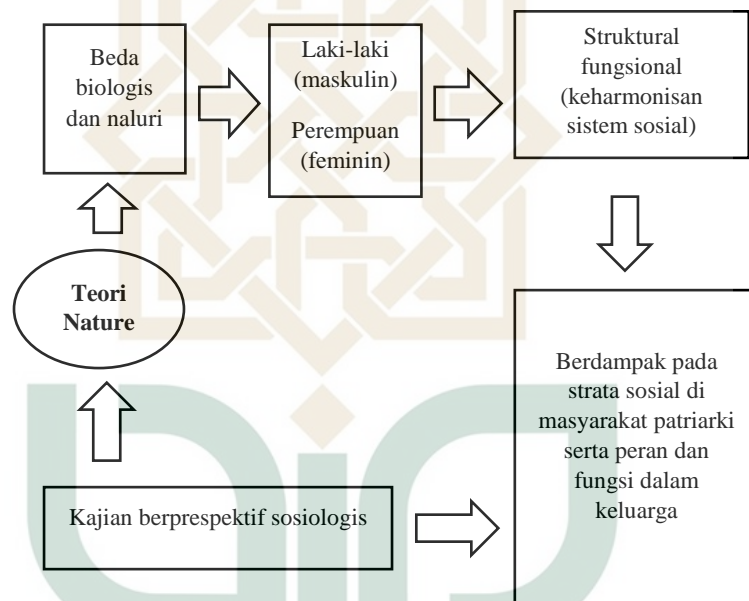 Beda
biologis
dan naluri
Laki-laki
(maskulin)
Perempuan
(feminin)
Struktural
fungsional
(keharmonisan
sistem sosial)
Teori
Nature
Berdampak pada
strata sosial di
masyarakat patriarki
serta peran dan
fungsi dalam
keluarga
Kajian berprespektif sosiologis